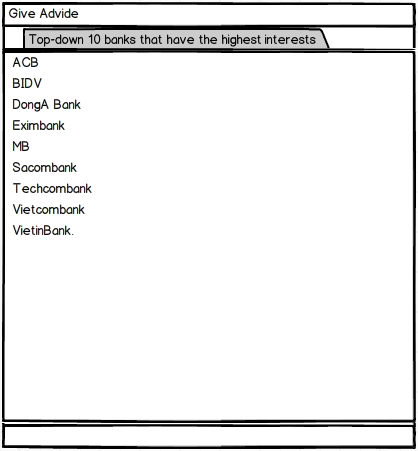 Give Advide
Top-down 10 banks that have the highest interests
ACB
BIDV
DongA Bank
Eximbank
MB
Sacombank
Techcombank
Vietcombank
VietinBank.